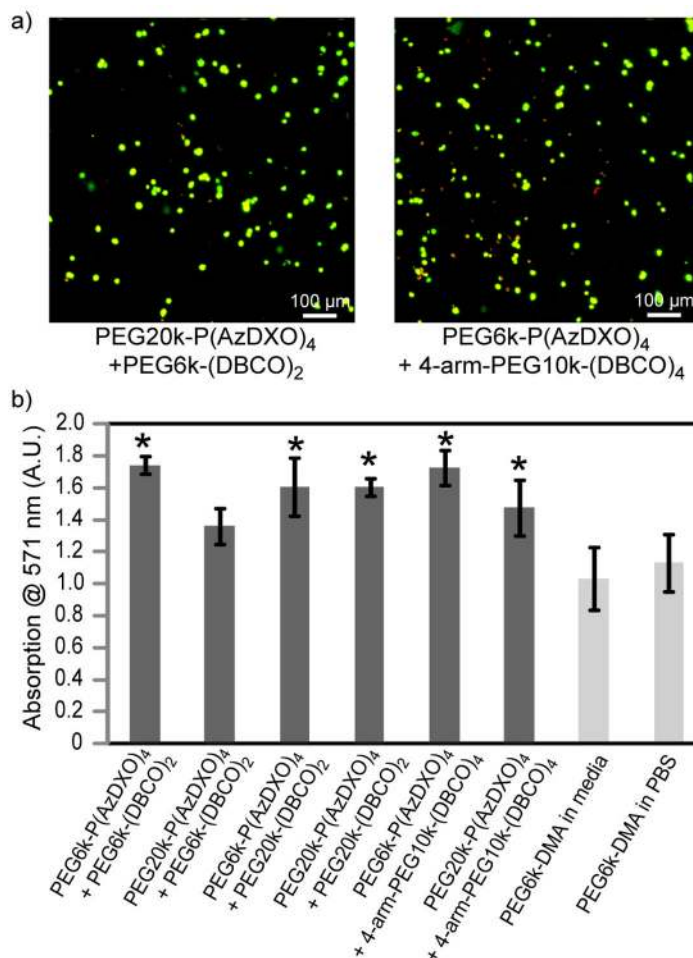 a)
100 µm
100 µm
PEG20k-P(AzDXO)₄
+PEG6k-(DBCO)₂
PEG6k-P(AzDXO)₄
+ 4-arm-PEG10k-(DBCO)₄
b)
Absorption @ 571 nm (A.U.)
2.0
1.8
1.6
1.4
1.2
1.0
0.8
0.6
0.4
0.2
0
*
*
*
*
*
PEG6k-P(AzDXO)₄
+ PEG6k-(DBCO)₂
PEG20k-P(AzDXO)₄
+ PEG6k-(DBCO)₂
PEG6k-P(AzDXO)₄
+ PEG20k-(DBCO)₂
PEG20k-P(AzDXO)₄
+ PEG20k-(DBCO)₂
PEG6k-P(AzDXO)₄
+ 4-arm-PEG10k-(DBCO)₄
PEG20k-P(AzDXO)₄
+ 4-arm-PEG10k-(DBCO)₄
PEG6k-DMA in media
PEG6k-DMA in PBS